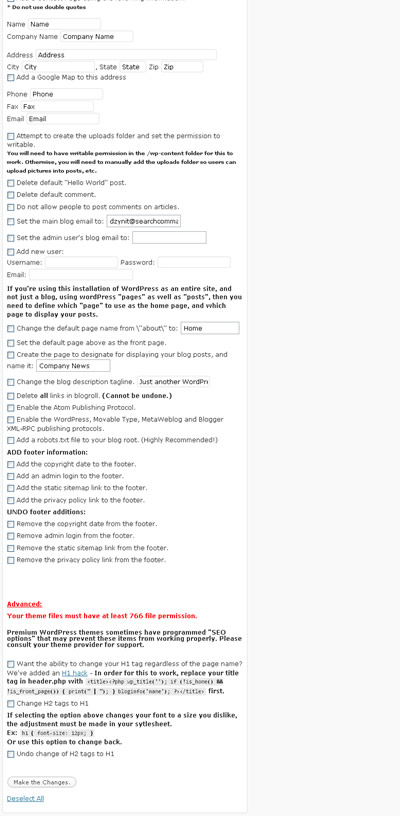 * Do not use double quotes
Name Name
Company Name Company Name
Address Address
City City , State State Zip Zip
Add a Google Map to this address
Phone Phone
Fax Fax
Email Email
Attempt to create the uploads folder and set the permission to
writable.
You will need to have writable permission in the /wp-content folder for this to
work. Otherwise, you will need to manually add the uploads folder so users can
upload pictures into posts, etc.
Delete default "Hello World" post.
Delete default comment.
Do not allow people to post comments on articles.
Set the main blog email to: dzynit@searchcomma
Set the admin user's blog email to:
Add new user:
Username: Password:
Email:
If you're using this installation of WordPress as an entire site, and
not just a blog, using wordPress "pages" as well as "posts", then you
need to define which "page" to use as the home page, and which
page to display your posts.
Change the default page name from \"about\" to: Home
Set the default page above as the front page.
Create the page to designate for displaying your blog posts, and
name it: Company News
Change the blog description tagline. Just another WordPr
Delete all links in blogroll. (Cannot be undone.)
Enable the Atom Publishing Protocol.
Enable the WordPress, Movable Type, MetaWeblog and Blogger
XML-RPC publishing protocols.
Add a robots.txt file to your blog root. (Highly Recommended!)
ADD footer information:
Add the copyright date to the footer.
Add an admin login to the footer.
Add the static sitemap link to the footer.
Add the privacy policy link to the footer.
UNDO footer additions:
Remove the copyright date from the footer.
Remove admin login from the footer.
Remove the static sitemap link from the footer.
Remove the privacy policy link from the footer.
Advanced:
Your theme files must have at least 766 file permission.
Premium WordPress themes sometimes have programmed "SEO
options" that may prevent these items from working properly. Please
consult your theme provider for support.
Want the ability to change your H1 tag regardless of the page name?
We've added an H1 hack - In order for this to work, replace your title
tag in header.php with <title><?php wp_title(''); if (!is_home() &&
!is_front_page()) { print(" | "); } bloginfo('name'); ?></title> first.
Change H2 tags to H1
If selecting the option above changes your font to a size you dislike,
the adjustment must be made in your sytlesheet.
Ex: h1 { font-size: 12px; }
Or use this option to change back.
Undo change of H2 tags to H1
Make the Changes.
Deselect All